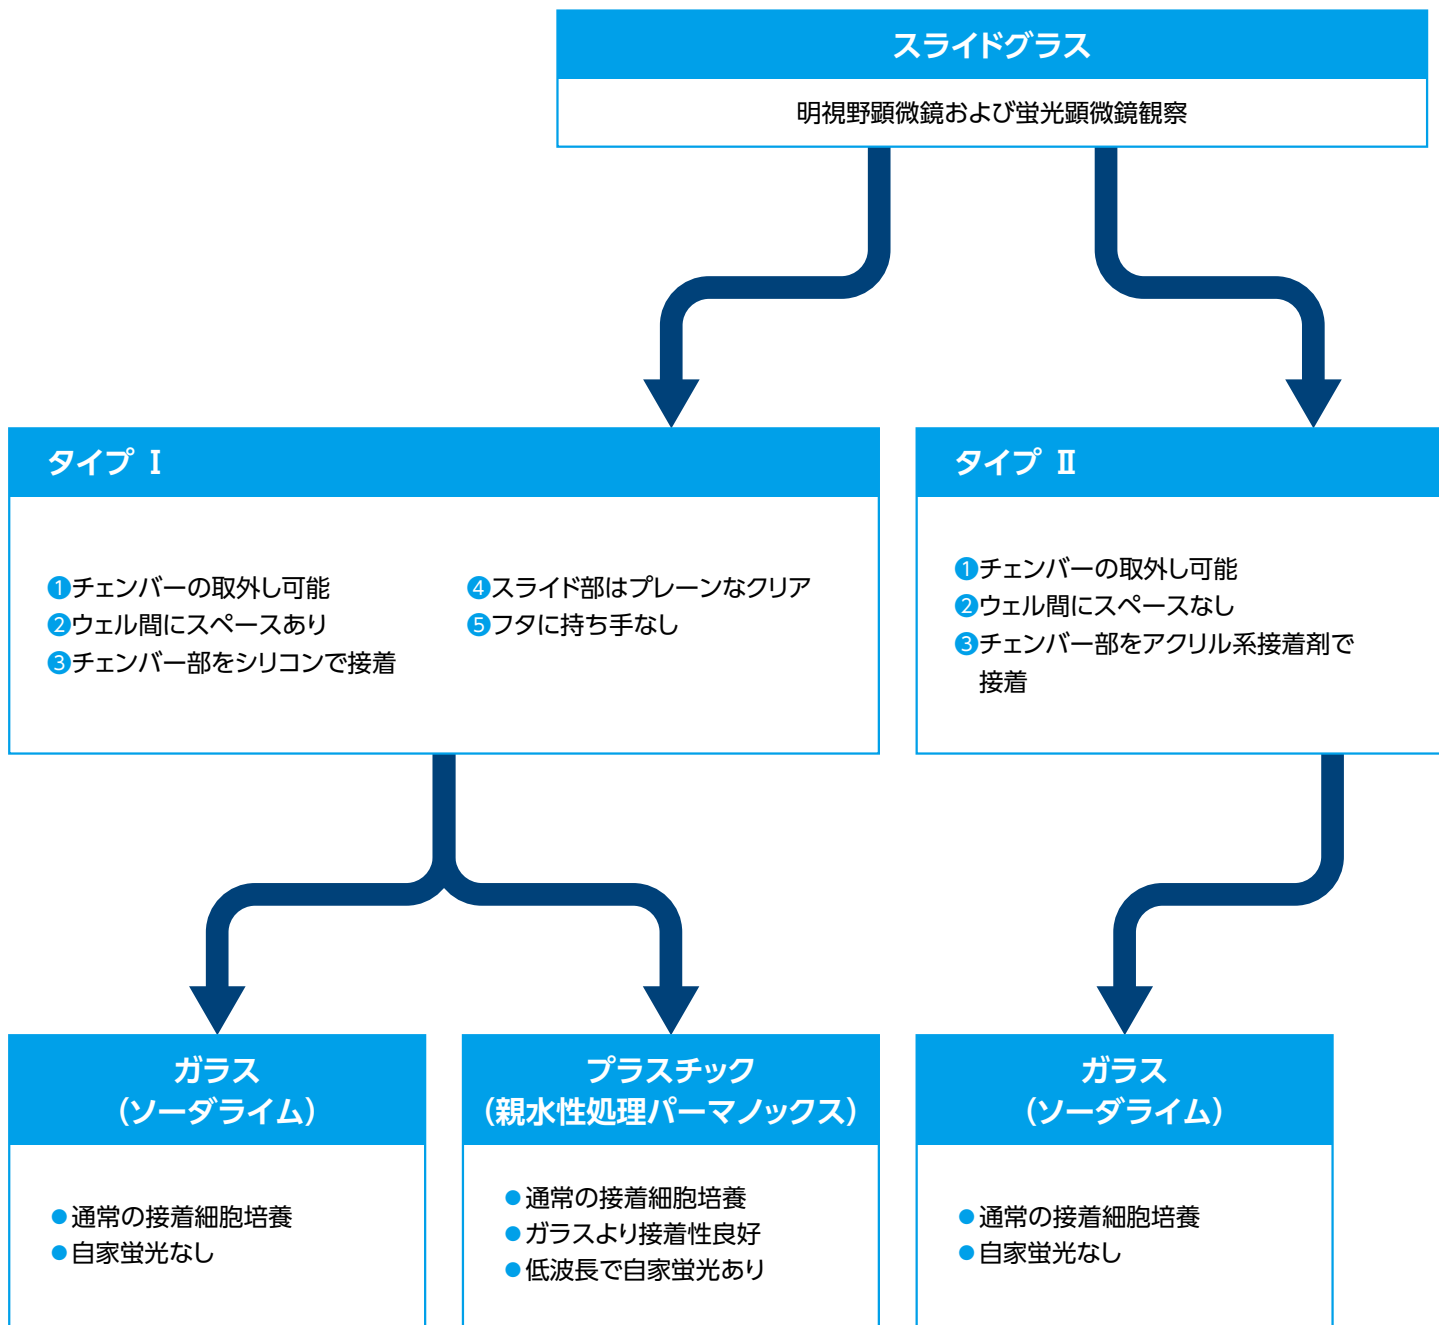 スライドグラス
明視野顕微鏡および蛍光顕微鏡観察
タイプ Ⅰ
❶チェンバーの取外し可能
❷ウェル間にスペースあり
❸チェンバー部をシリコンで接着
❹スライド部はプレーンなクリア
❺フタに持ち手なし
タイプ Ⅱ
❶チェンバーの取外し可能
❷ウェル間にスペースなし
❸チェンバー部をアクリル系接着剤で
接着
ガラス
(ソーダライム)
●通常の接着細胞培養
●自家蛍光なし
プラスチック
(親水性処理パーマノックス)
●通常の接着細胞培養
●ガラスより接着性良好
●低波長で自家蛍光あり
ガラス
(ソーダライム)
●通常の接着細胞培養
●自家蛍光なし